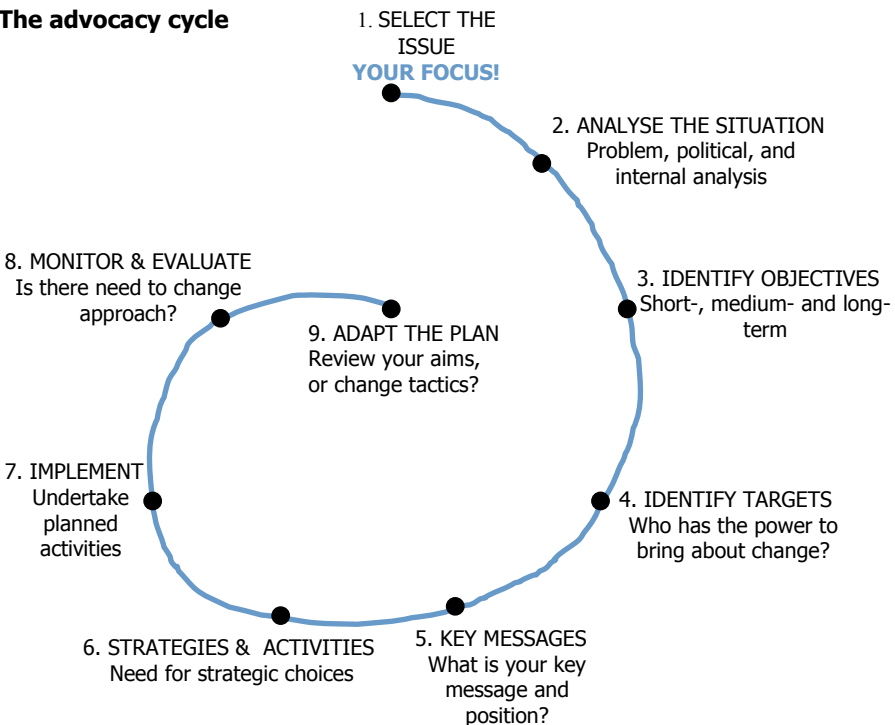 The advocacy cycle
1. SELECT THE
ISSUE
YOUR FOCUS!
2. ANALYSE THE SITUATION
Problem, political, and
internal analysis
3. IDENTIFY OBJECTIVES
Short-, medium- and long-
term
4. IDENTIFY TARGETS
Who has the power to
bring about change?
5. KEY MESSAGES
What is your key
message and
position?
6. STRATEGIES & ACTIVITIES
Need for strategic choices
7. IMPLEMENT
Undertake
planned
activities
8. MONITOR & EVALUATE
Is there need to change
approach?
9. ADAPT THE PLAN
Review your aims,
or change tactics?